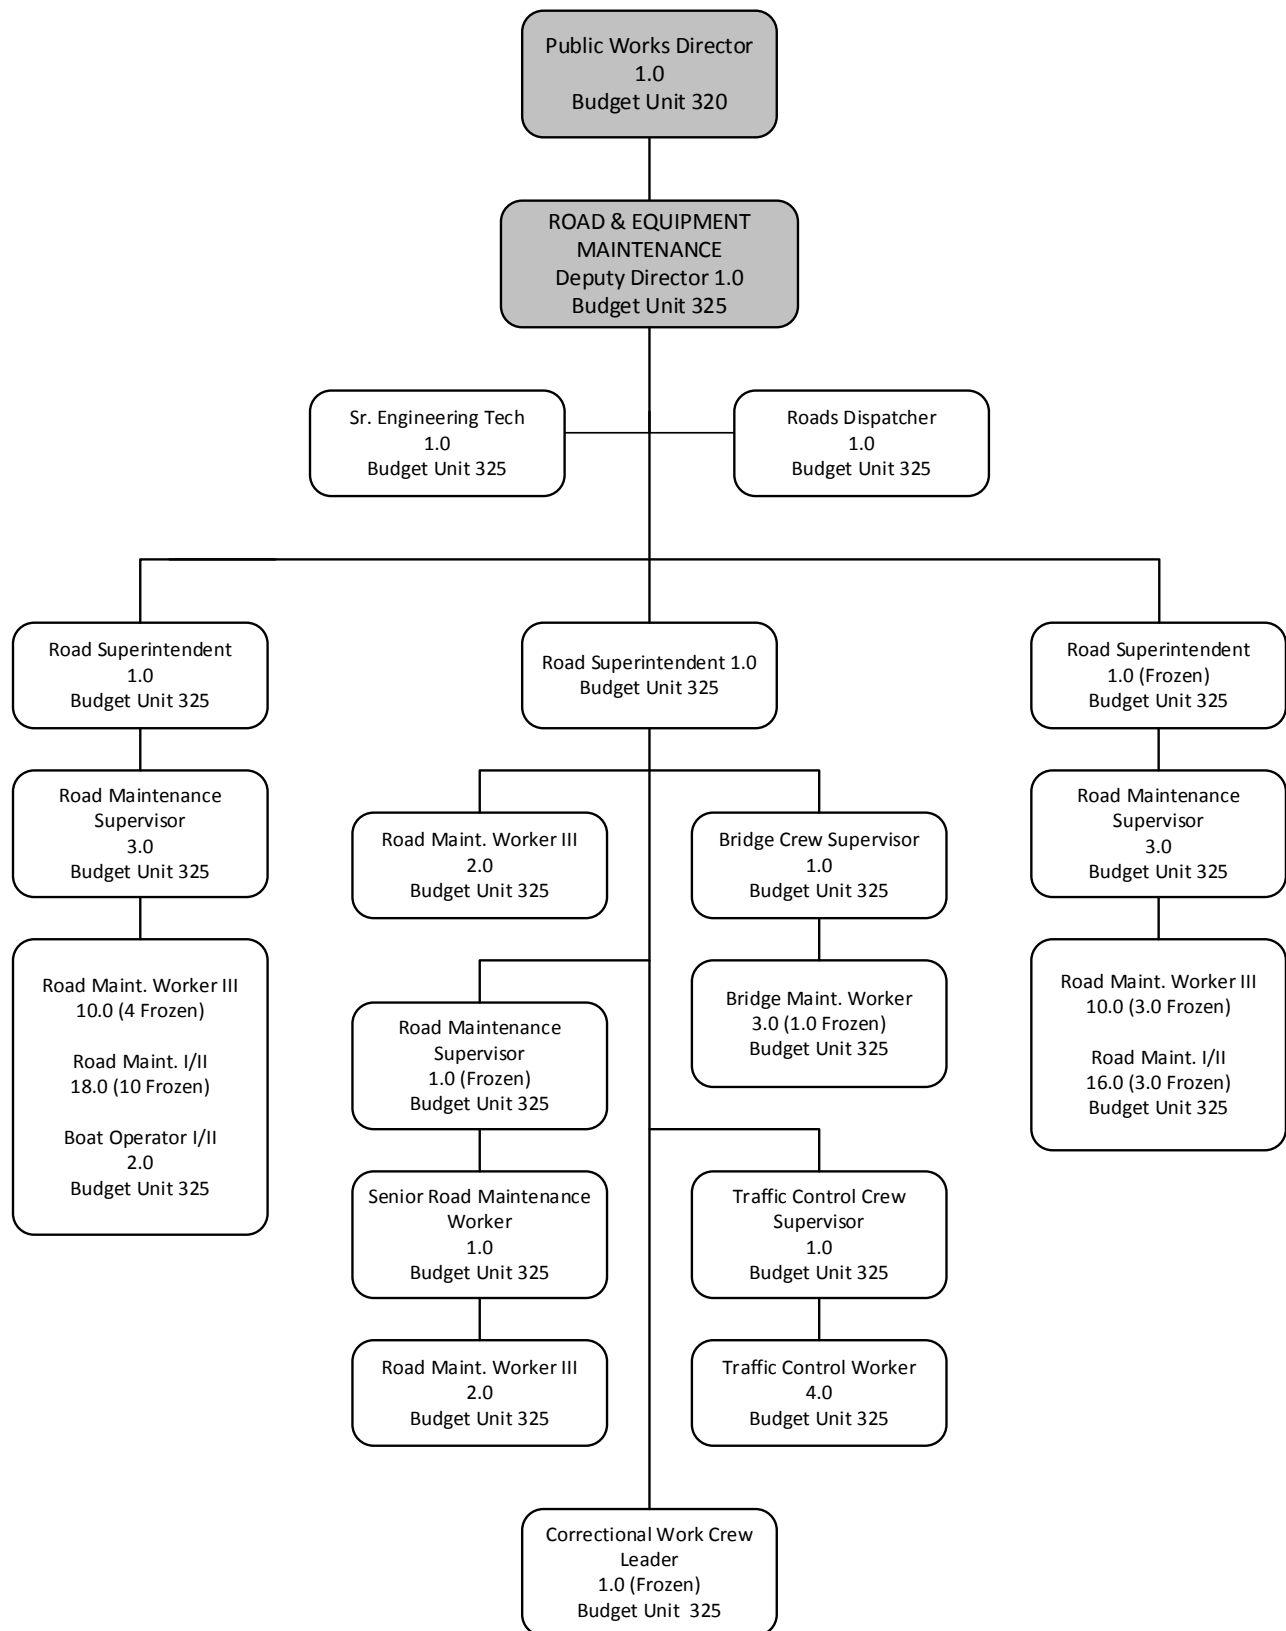 Public Works Director
1.0
Budget Unit 320
ROAD & EQUIPMENT
MAINTENANCE
Deputy Director 1.0
Budget Unit 325
Sr. Engineering Tech
1.0
Budget Unit 325
Roads Dispatcher
1.0
Budget Unit 325
Road Superintendent
1.0
Budget Unit 325
Road Superintendent 1.0
Budget Unit 325
Road Superintendent
1.0 (Frozen)
Budget Unit 325
Road Maintenance
Supervisor
3.0
Budget Unit 325
Road Maint. Worker III
2.0
Budget Unit 325
Bridge Crew Supervisor
1.0
Budget Unit 325
Road Maintenance
Supervisor
3.0
Budget Unit 325
Road Maint. Worker III
10.0 (4 Frozen)
Road Maint. I/II
18.0 (10 Frozen)
Boat Operator I/II
2.0
Budget Unit 325
Road Maintenance
Supervisor
1.0 (Frozen)
Budget Unit 325
Bridge Maint. Worker
3.0 (1.0 Frozen)
Budget Unit 325
Road Maint. Worker III
10.0 (3.0 Frozen)
Road Maint. I/II
16.0 (3.0 Frozen)
Budget Unit 325
Senior Road Maintenance
Worker
1.0
Budget Unit 325
Traffic Control Crew
Supervisor
1.0
Budget Unit 325
Road Maint. Worker III
2.0
Budget Unit 325
Traffic Control Worker
4.0
Budget Unit 325
Correctional Work Crew
Leader
1.0 (Frozen)
Budget Unit 325